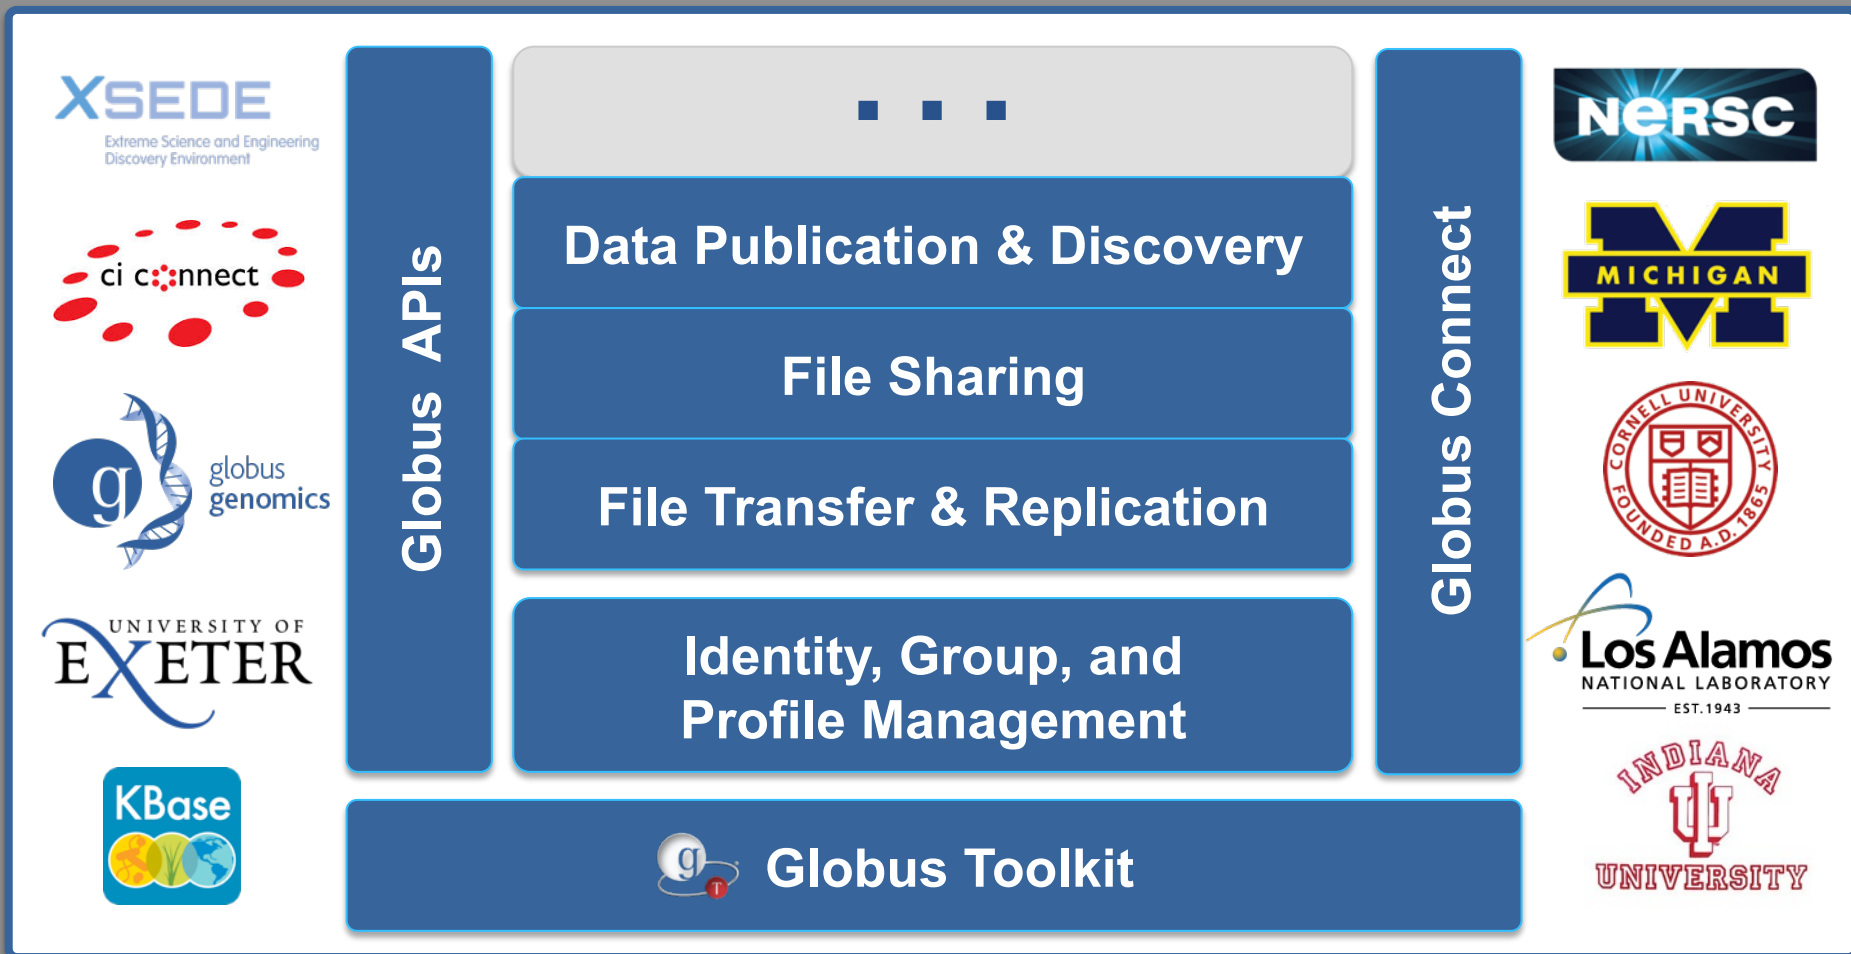 XSEDE
Extreme Science and Engineering
Discovery Environment
ci connect
g
globus
genomics
UNIVERSITY OF
EXETER
KBase
Globus APIs
▪ ▪ ▪
Data Publication & Discovery
File Sharing
File Transfer & Replication
Identity, Group, and
Profile Management
g T Globus Toolkit
Globus Connect
NERSC
M
MICHIGAN
CORNELL UNIVERSITY
FOUNDED A.D. 1865
Los Alamos
NATIONAL LABORATORY
EST.1943
INDIANA
IU
UNIVERSITY